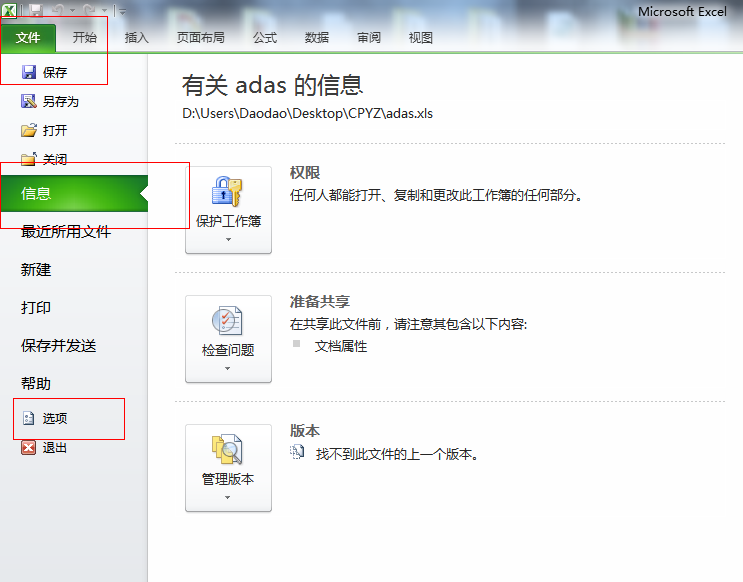 Microsoft Excel
文件 开始 插入 页面布局 公式 数据 审阅 视图
保存
另存为
打开
关闭
信息
最近所用文件
新建
打印
保存并发送
帮助
选项
退出
有关 adas 的信息
D:\Users\Daodao\Desktop\CPYZ\adas.xls
保护工作簿
权限
任何人都能打开、复制和更改此工作簿的任何部分。
检查问题
准备共享
在共享此文件前，请注意其包含以下内容:
文档属性
管理版本
版本
找不到此文件的上一个版本。